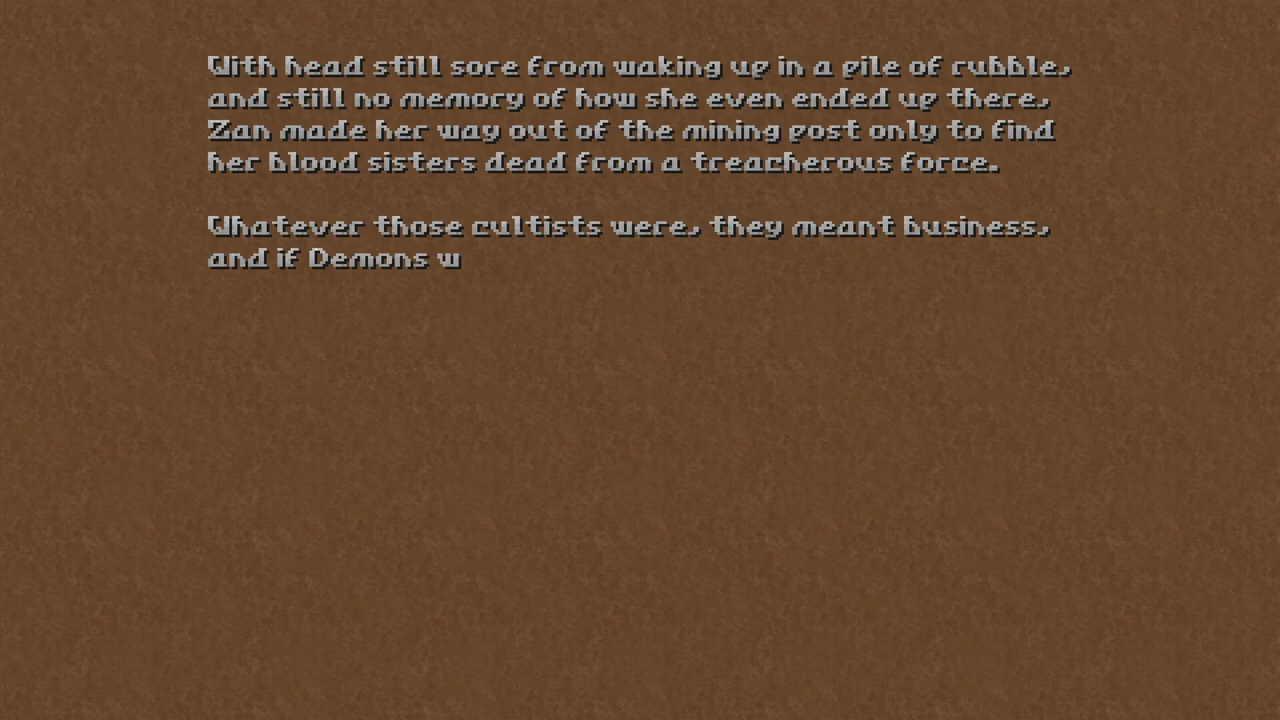 With head still sore from waking up in a pile of rubble,
and still no memory of how she even ended up there,
Zan made her way out of the mining post only to find
her blood sisters dead from a treacherous force.
Whatever those cultists were, they meant business,
and if Demons w